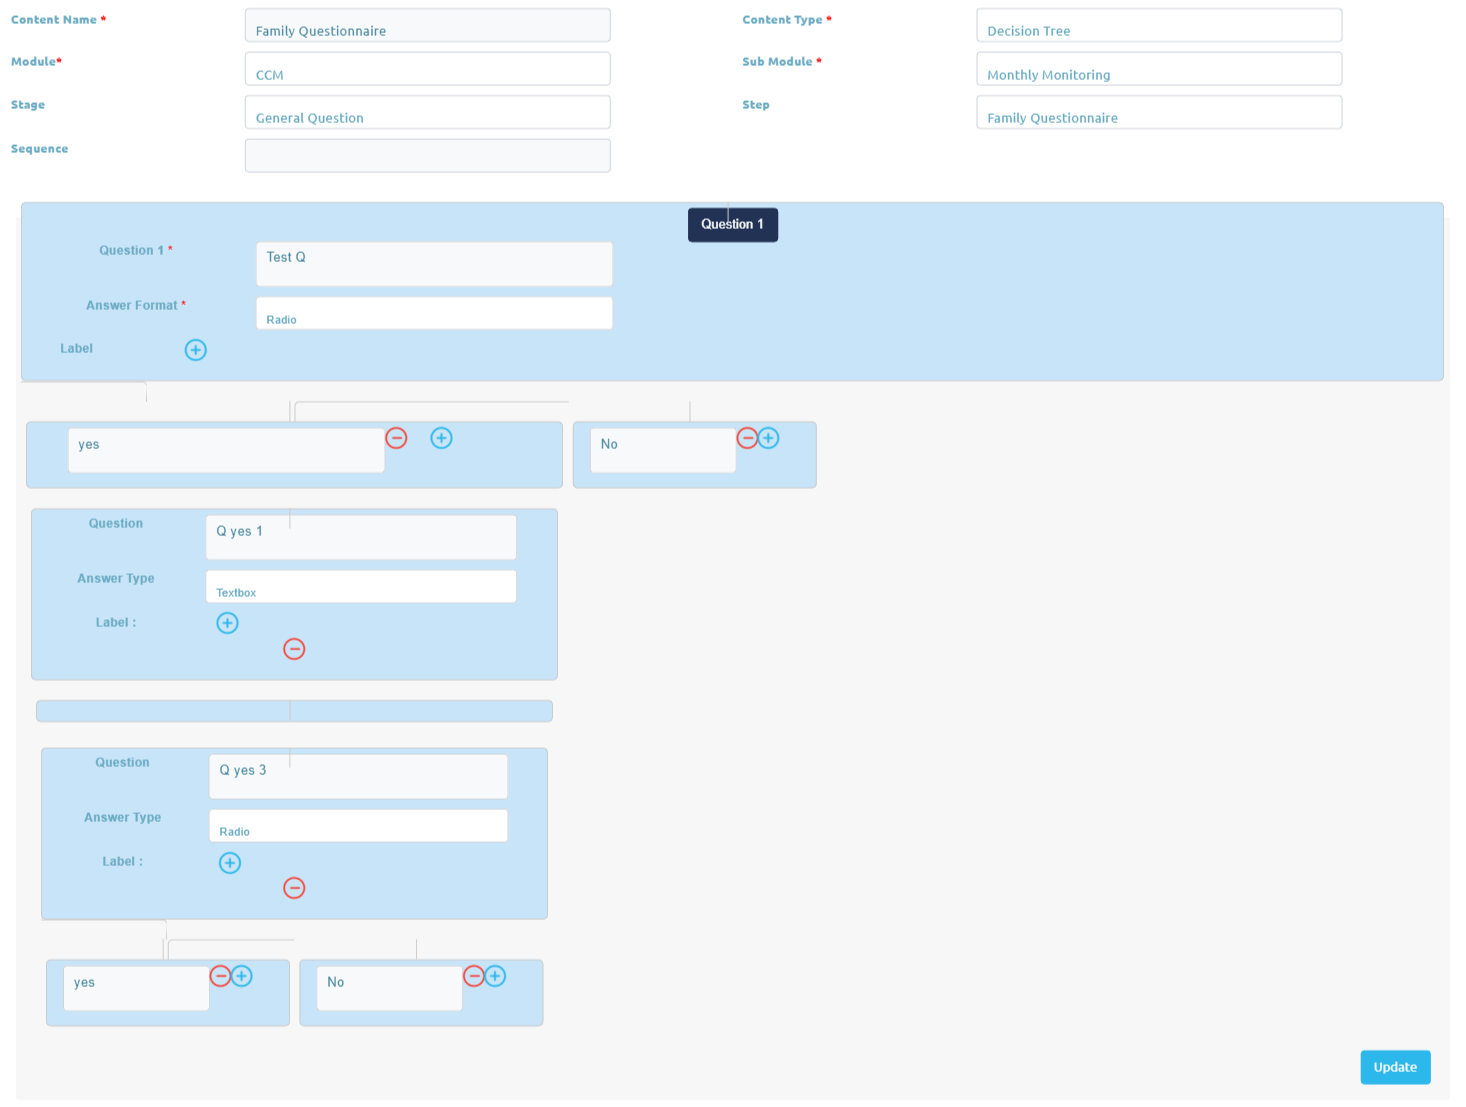 Content Name *
Family Questionnaire
Content Type *
Decision Tree
Module*
CCM
Sub Module *
Monthly Monitoring
Stage
General Question
Step
Family Questionnaire
Sequence
Question 1
Question 1 *
Test Q
Answer Format *
Radio
Label
yes
No
Question
Q yes 1
Answer Type
Textbox
Label :
Question
Q yes 3
Answer Type
Radio
Label :
yes
No
Update